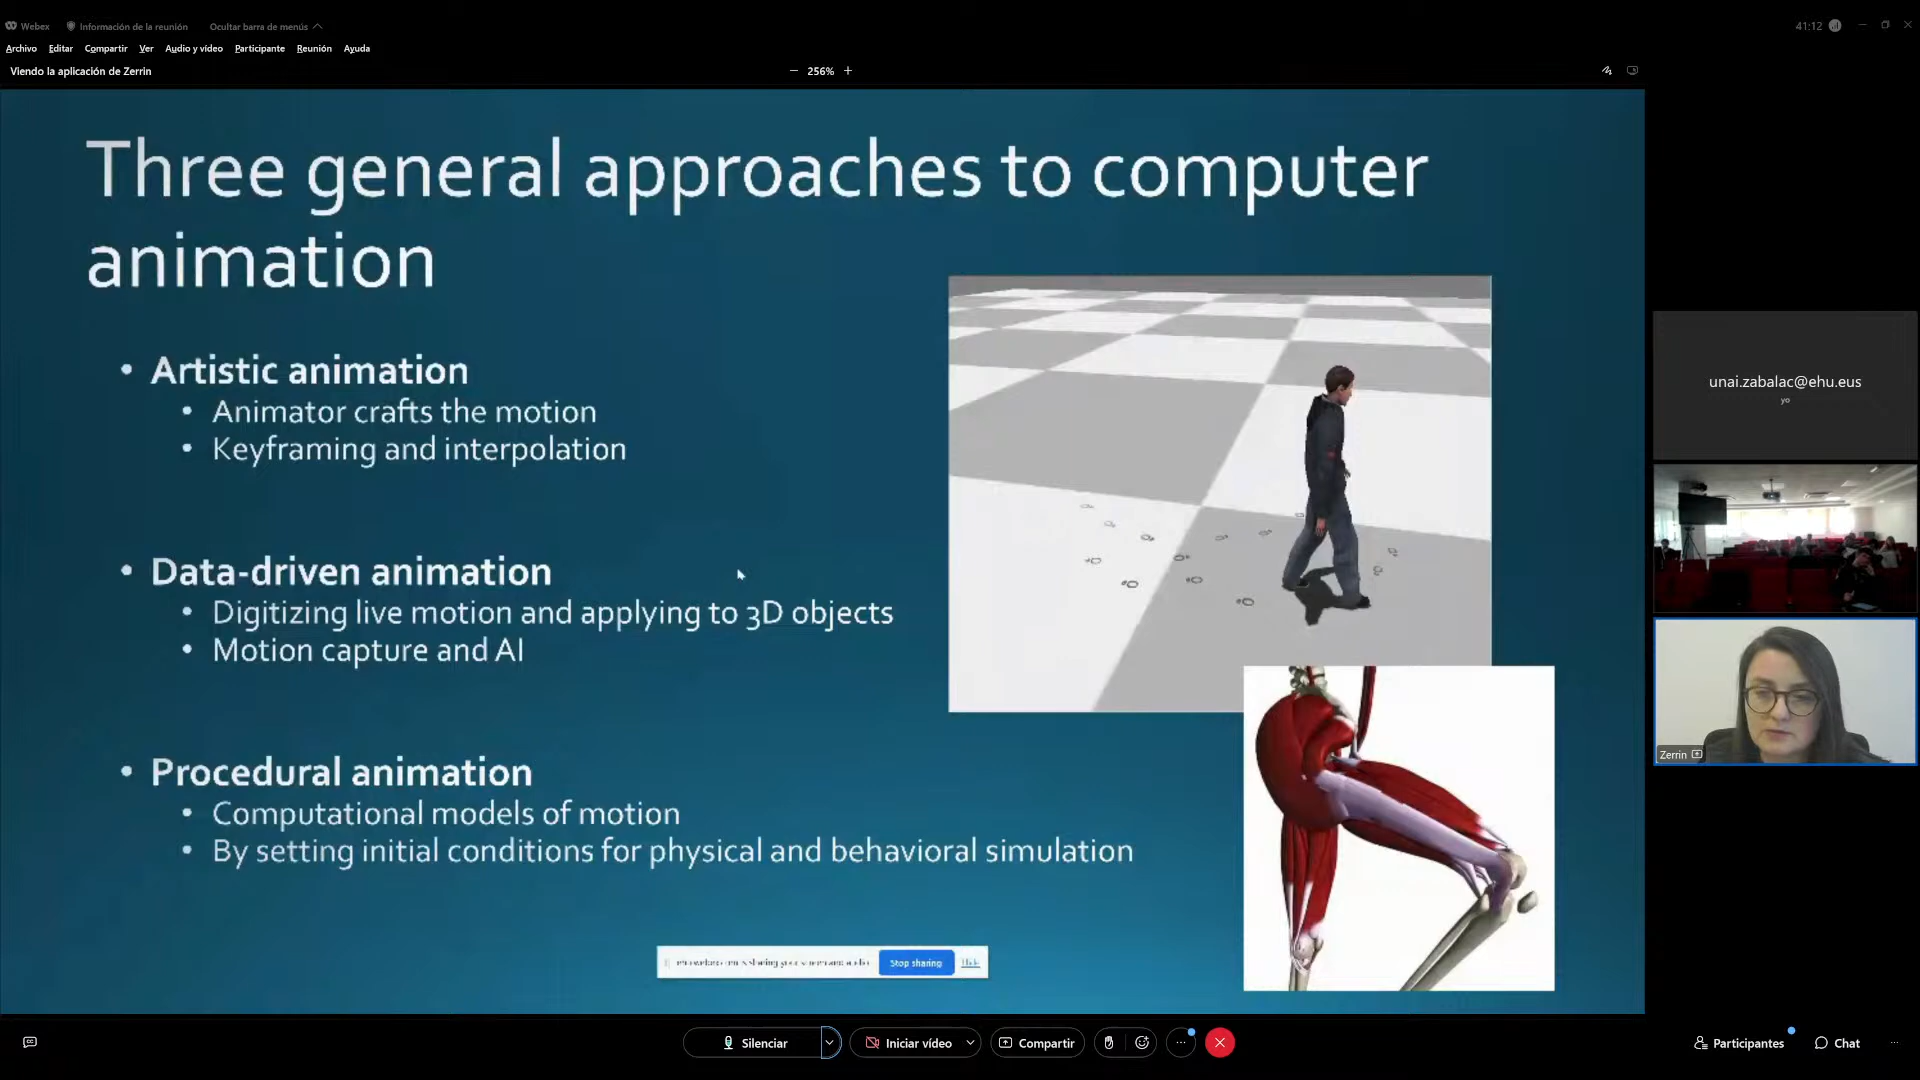 Webex Información de la reunión Ocultar barra de menús 41:12
Archivo Editar Compartir Ver Audio y vídeo Participante Reunión Ayuda
Viendo la aplicación de Zerrin 256%
Three general approaches to computer
animation
• Artistic animation
• Animator crafts the motion
• Keyframing and interpolation
• Data-driven animation
• Digitizing live motion and applying to 3D objects
• Motion capture and AI
• Procedural animation
• Computational models of motion
• By setting initial conditions for physical and behavioral simulation
Stop sharing Hide
unai.zabalac@ehu.eus
yo
Zerrin
Silenciar Iniciar vídeo Compartir Participantes Chat